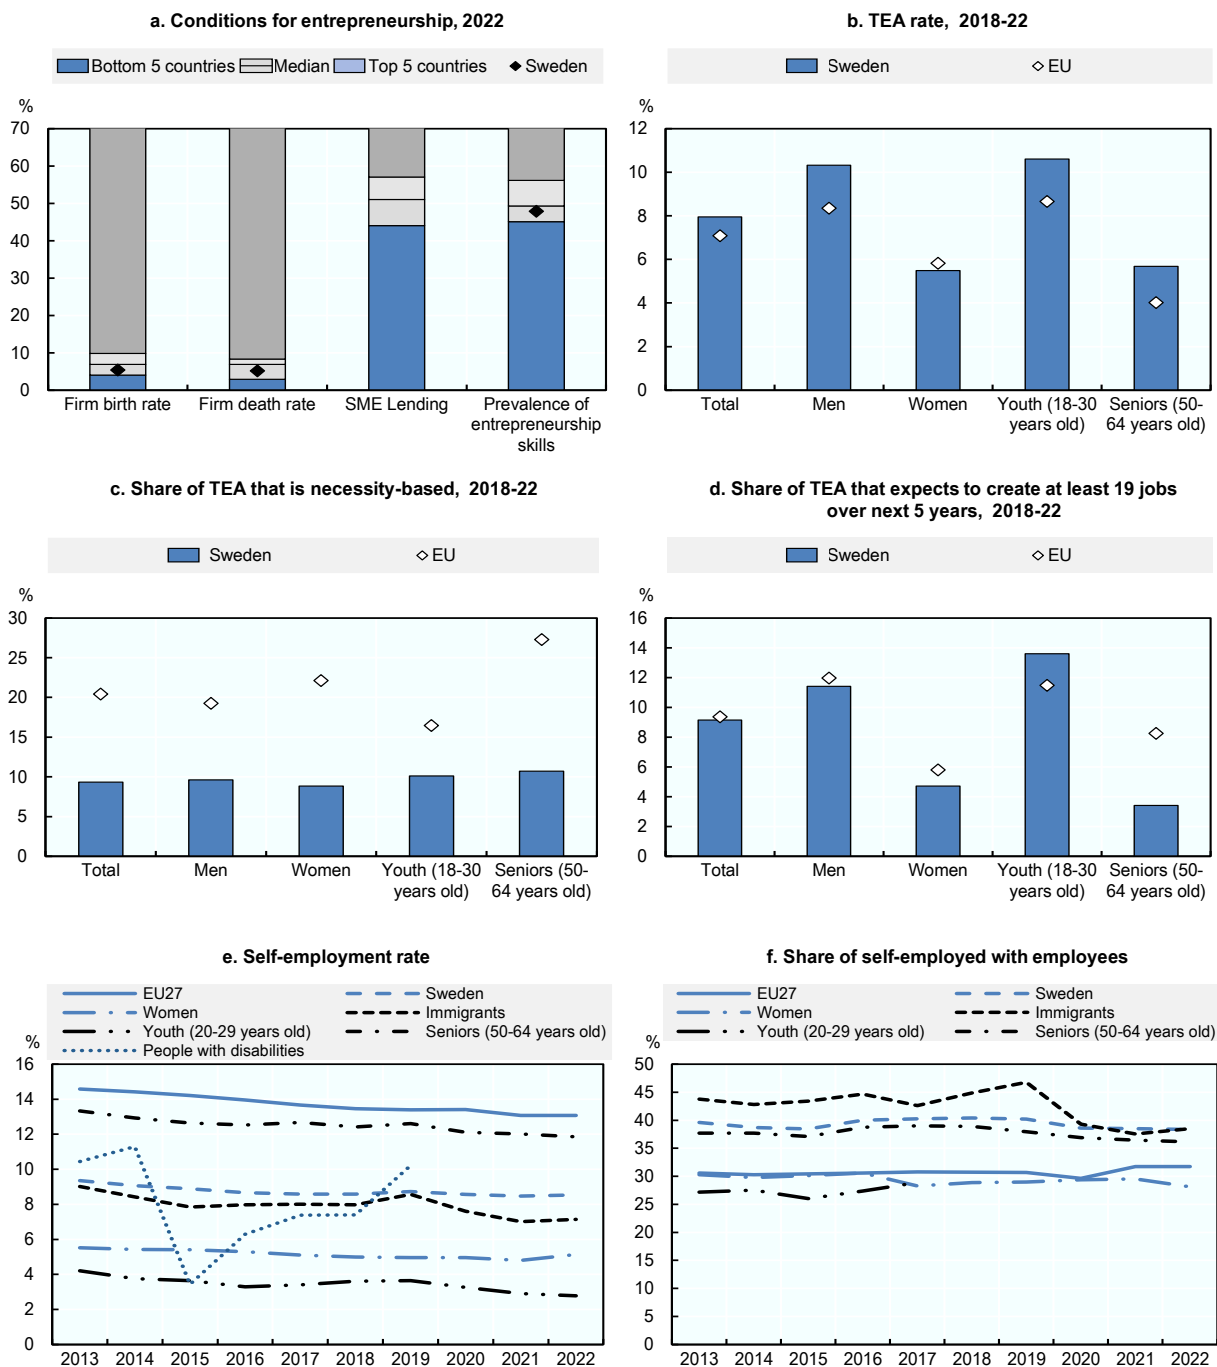 a. Conditions for entrepreneurship, 2022
Bottom 5 countries Median Top 5 countries Sweden
%
70
60
50
40
30
20
10
0
Firm birth rate Firm death rate SME Lending Prevalence of
entrepreneurship
skills
b. TEA rate, 2018-22
Sweden EU
%
12
10
8
6
4
2
0
Total Men Women Youth (18-30 Seniors (50-
years old) 64 years old)
c. Share of TEA that is necessity-based, 2018-22
Sweden EU
%
30
25
20
15
10
5
0
Total Men Women Youth (18-30 Seniors (50-
years old) 64 years old)
d. Share of TEA that expects to create at least 19 jobs
over next 5 years, 2018-22
Sweden EU
%
16
14
12
10
8
6
4
2
0
Total Men Women Youth (18-30 Seniors (50-
years old) 64 years old)
e. Self-employment rate
EU27 Sweden
Women Immigrants
Youth (20-29 years old) Seniors (50-64 years old)
People with disabilities
%
16
14
12
10
8
6
4
2
0
2013 2014 2015 2016 2017 2018 2019 2020 2021 2022
f. Share of self-employed with employees
EU27 Sweden
Women Immigrants
Youth (20-29 years old) Seniors (50-64 years old)
%
50
45
40
35
30
25
20
15
10
5
0
2013 2014 2015 2016 2017 2018 2019 2020 2021 2022